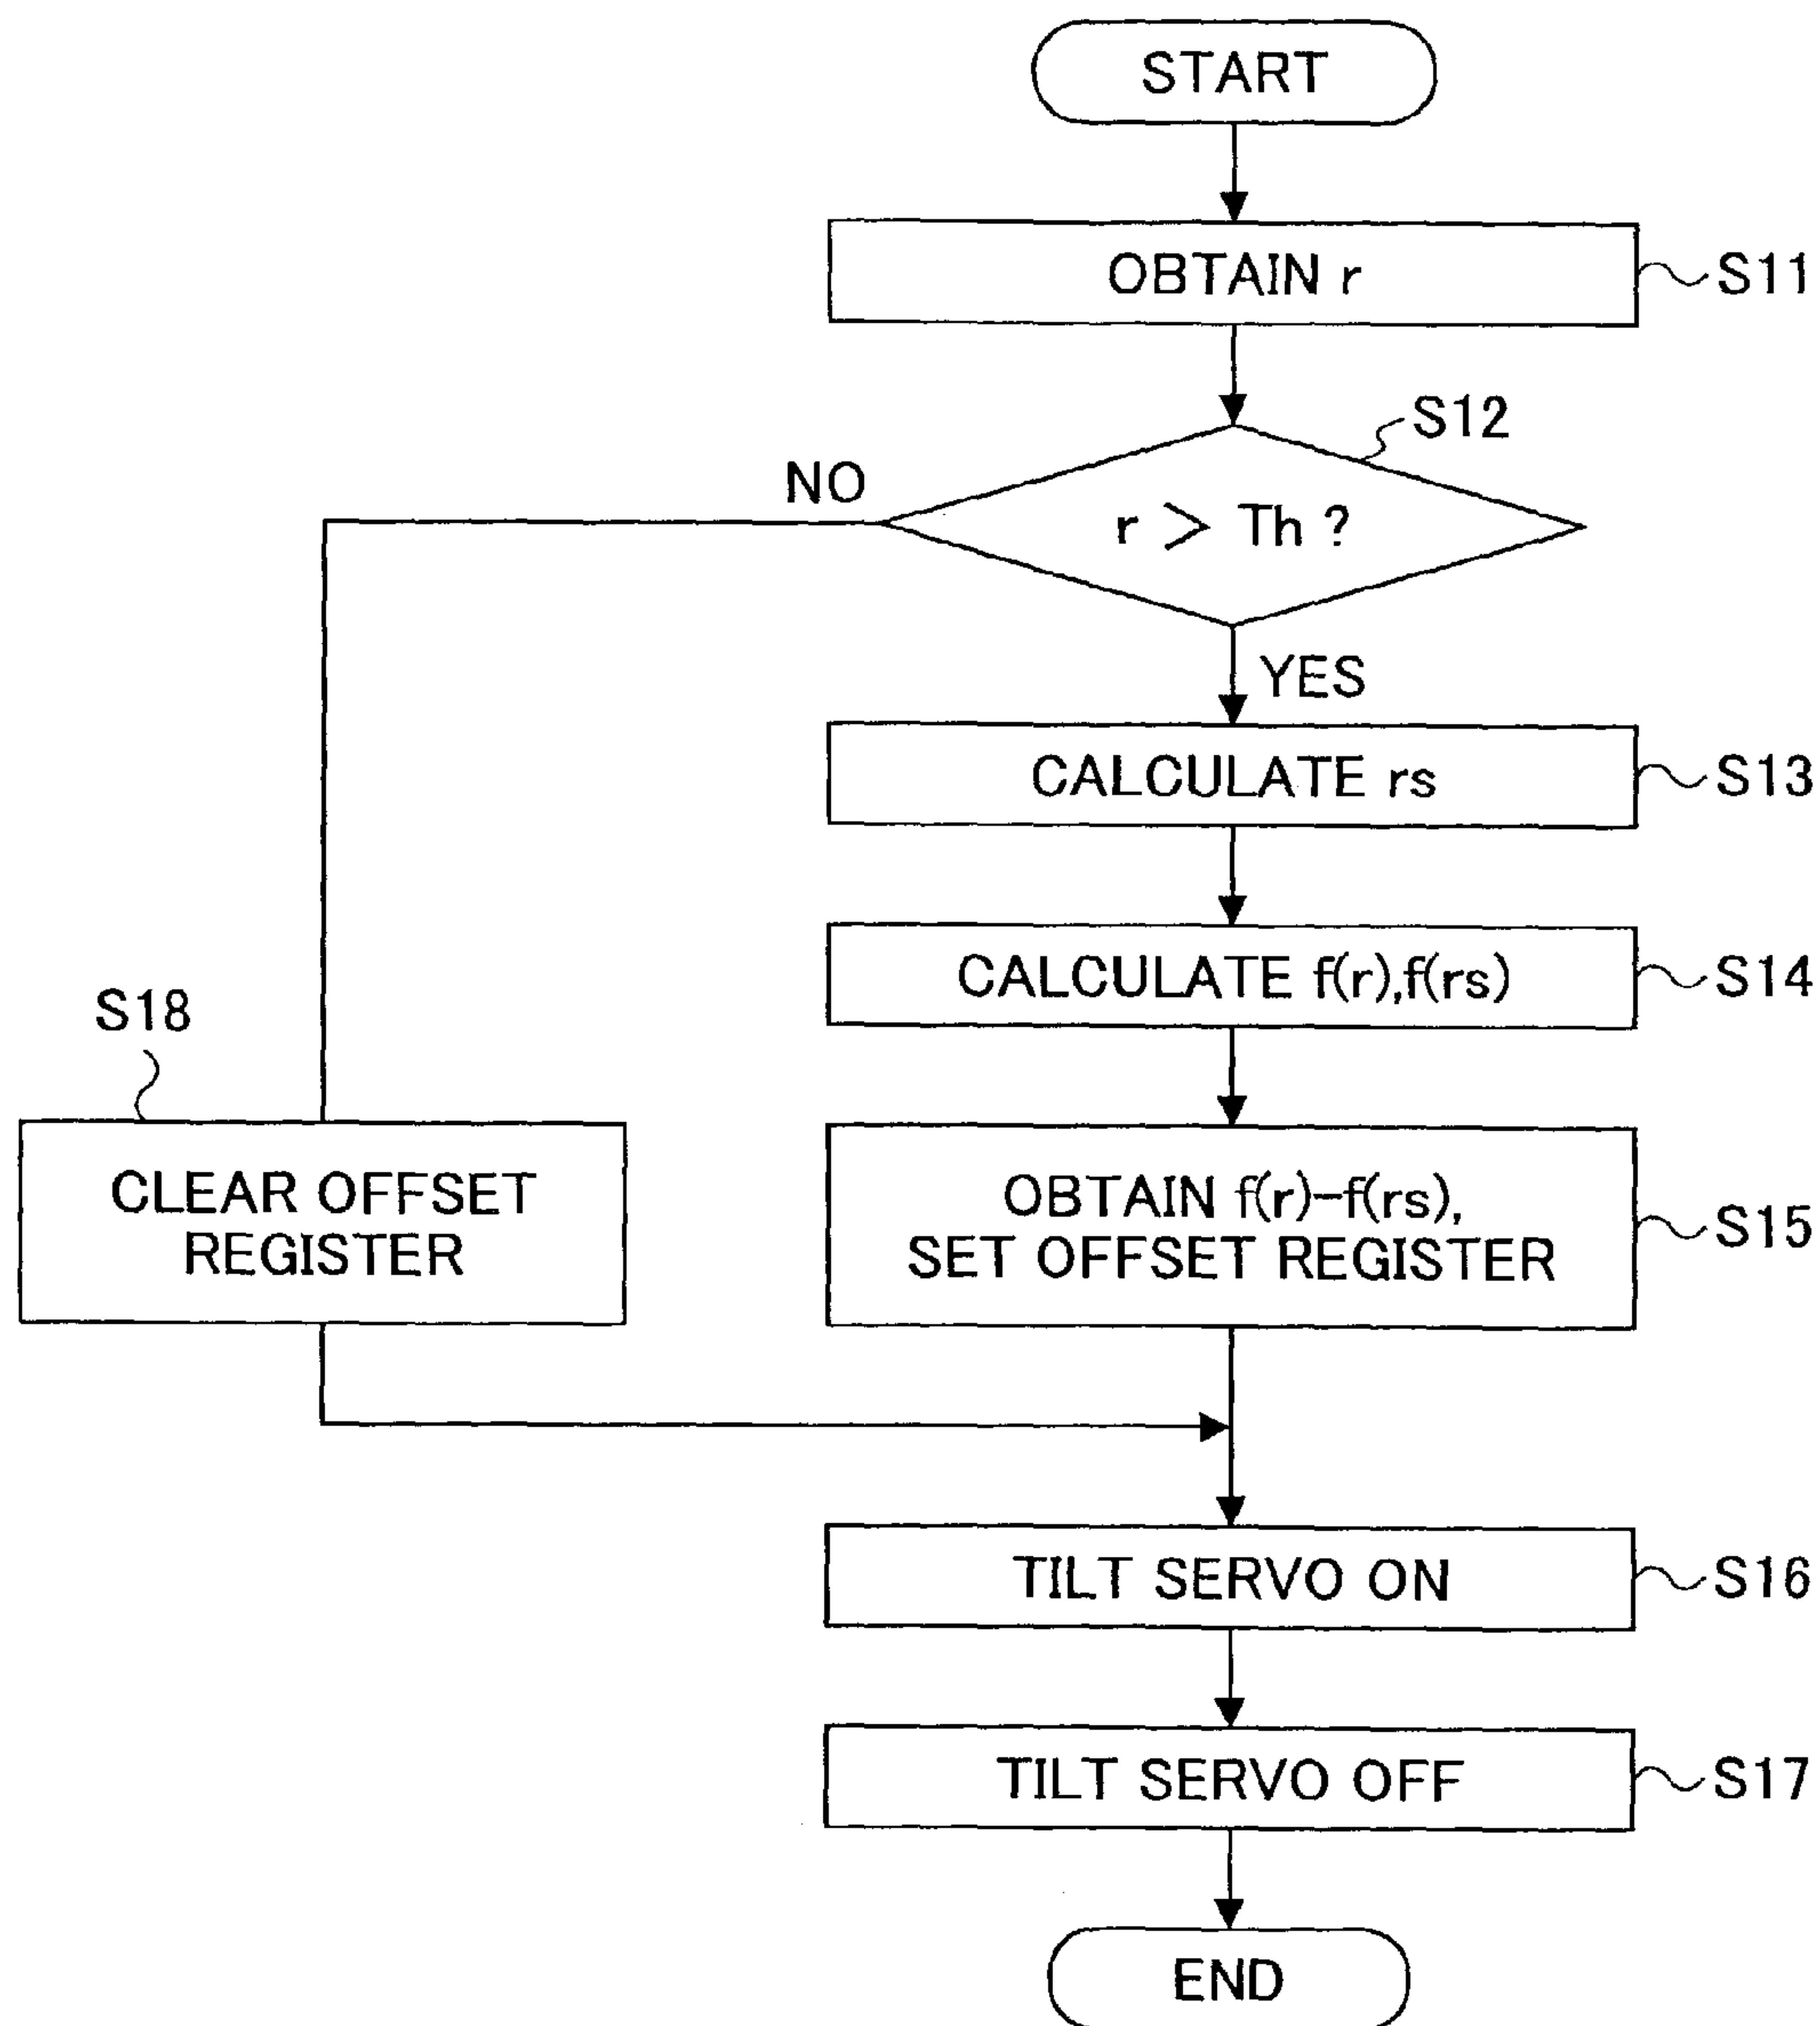 START
OBTAIN r
S11
S12
NO
r > Th ?
YES
CALCULATE rs
S13
CALCULATE f(r),f(rs)
S14
S18
CLEAR OFFSET
REGISTER
OBTAIN f(r)-f(rs),
SET OFFSET REGISTER
S15
TILT SERVO ON
S16
TILT SERVO OFF
S17
END